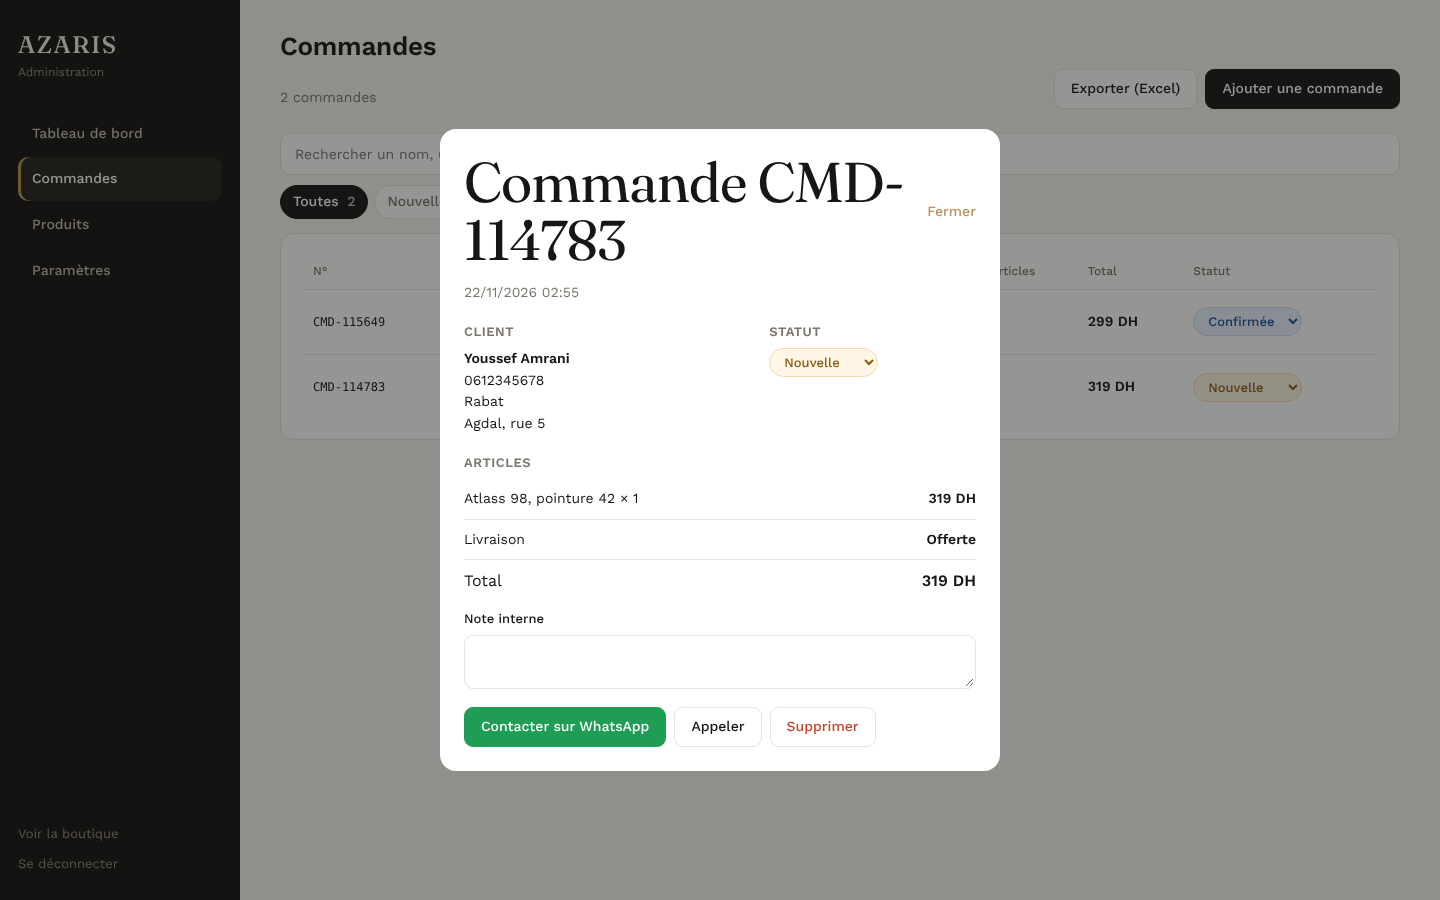 AZARIS
Administration
Tableau de bord
Commandes
Produits
Paramètres
Voir la boutique
Se déconnecter
Commandes
2 commandes
Exporter (Excel)
Ajouter une commande
Rechercher un nom,
Toutes 2
Nouvell
N°
rticles
Total
Statut
CMD-115649
299 DH
Confirmée
CMD-114783
319 DH
Nouvelle
Commande CMD-
114783
Fermer
22/11/2026 02:55
CLIENT
STATUT
Youssef Amrani
Nouvelle
0612345678
Rabat
Agdal, rue 5
ARTICLES
Atlass 98, pointure 42 × 1
319 DH
Livraison
Offerte
Total
319 DH
Note interne
Contacter sur WhatsApp
Appeler
Supprimer